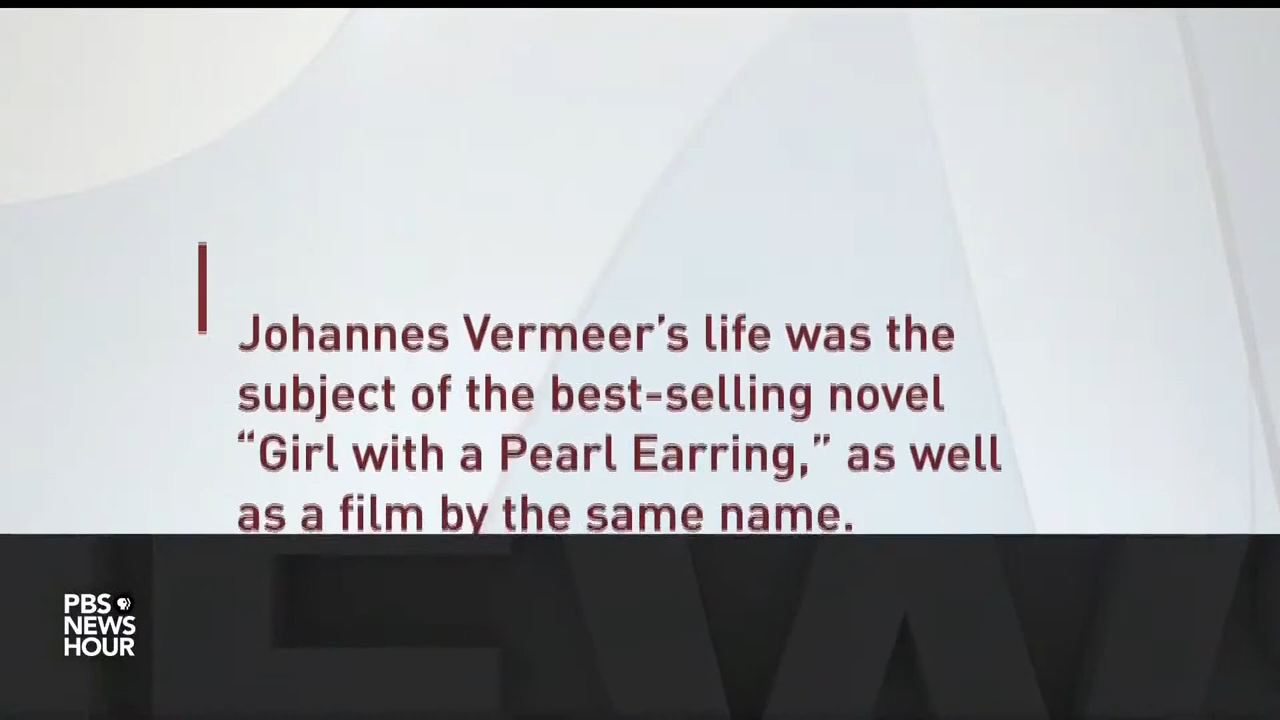 Johannes Vermeer’s life was the
subject of the best-selling novel
“Girl with a Pearl Earring,” as well
as a film by the same name.
PBS
NEWS
HOUR
EW